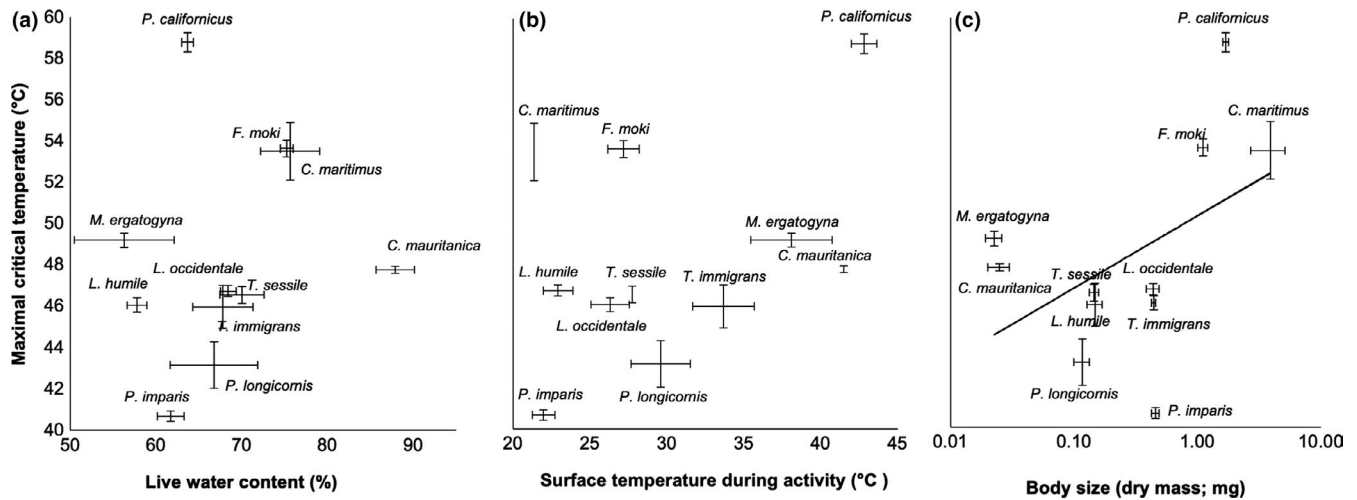 (a)
60
58
56
54
52
50
48
46
44
42
40
Maximal critical temperature (°C)
P. californicus
F. moki
C. maritimus
M. ergatogyna
C. mauritanica
L. occidentale
L. humile
T. sessile
T. immigrans
P. longicornis
P. imparis
50 60 70 80 90
Live water content (%)
(b)
P. californicus
C. maritimus
F. moki
M. ergatogyna
C. mauritanica
L. humile
T. sessile
T. immigrans
L. occidentale
P. imparis
P. longicornis
20 25 30 35 40 45
Surface temperature during activity (°C )
(c)
P. californicus
C. maritimus
F. moki
M. ergatogyna
C. mauritanica
T. sessile
L. occidentale
L. humile
T. immigrans
P. longicornis
P. imparis
0.01 0.10 1.00 10.00
Body size (dry mass; mg)